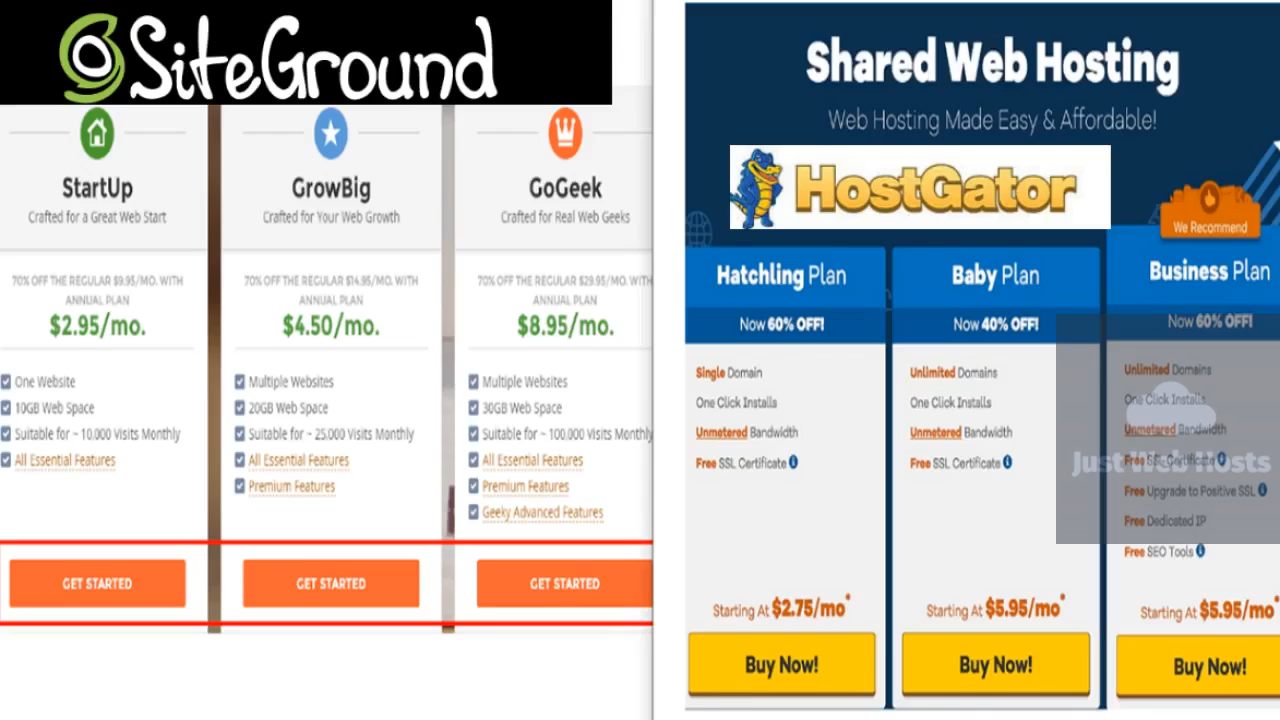 SiteGround
StartUp
Crafted for a Great Web Start
70% OFF THE REGULAR $9.95/MO. WITH
ANNUAL PLAN
$2.95/mo.
One Website
10GB Web Space
Suitable for ~ 10,000 Visits Monthly
All Essential Features
GET STARTED
GrowBig
Crafted for Your Web Growth
70% OFF THE REGULAR $14.95/MO. WITH
ANNUAL PLAN
$4.50/mo.
Multiple Websites
20GB Web Space
Suitable for ~ 25,000 Visits Monthly
All Essential Features
Premium Features
GET STARTED
GoGeek
Crafted for Real Web Geeks
70% OFF THE REGULAR $29.95/MO. WITH
ANNUAL PLAN
$8.95/mo.
Multiple Websites
30GB Web Space
Suitable for ~ 100,000 Visits Monthly
All Essential Features
Premium Features
Geeky Advanced Features
GET STARTED
Shared Web Hosting
Web Hosting Made Easy & Affordable!
HostGator
Hatchling Plan
Now 60% OFF!
Single Domain
One Click Installs
Unmetered Bandwidth
Free SSL Certificate
Starting At $2.75/mo*
Buy Now!
Baby Plan
Now 40% OFF!
Unlimited Domains
One Click Installs
Unmetered Bandwidth
Free SSL Certificate
Starting At $5.95/mo*
Buy Now!
We Recommend
Business Plan
Now 60% OFF!
Unlimited Domains
One Click Installs
Unmetered Bandwidth
Free SSL Certificate
Free Upgrade to Positive SSL
Free Dedicated IP
Free SEO Tools
Starting At $5.95/mo*
Buy Now!
Just Web Hosts